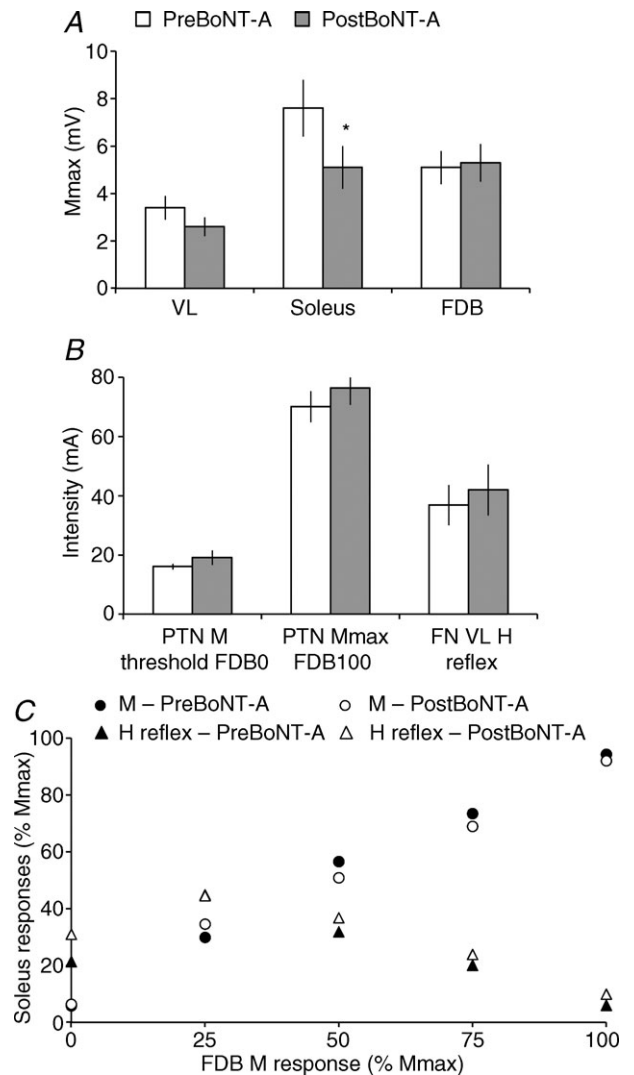 A
PreBoNT-A PostBoNT-A
10
8
6
4
2
0
Mmax (mV)
*
VL Soleus FDB
B
80
60
40
20
0
Intensity (mA)
PTN M PTN Mmax FN VL H
threshold FDB0 FDB100 reflex
C
M – PreBoNT-A M – PostBoNT-A
H reflex – PreBoNT-A H reflex – PostBoNT-A
100
80
60
40
20
0
Soleus responses (% Mmax)
0 25 50 75 100
FDB M response (% Mmax)